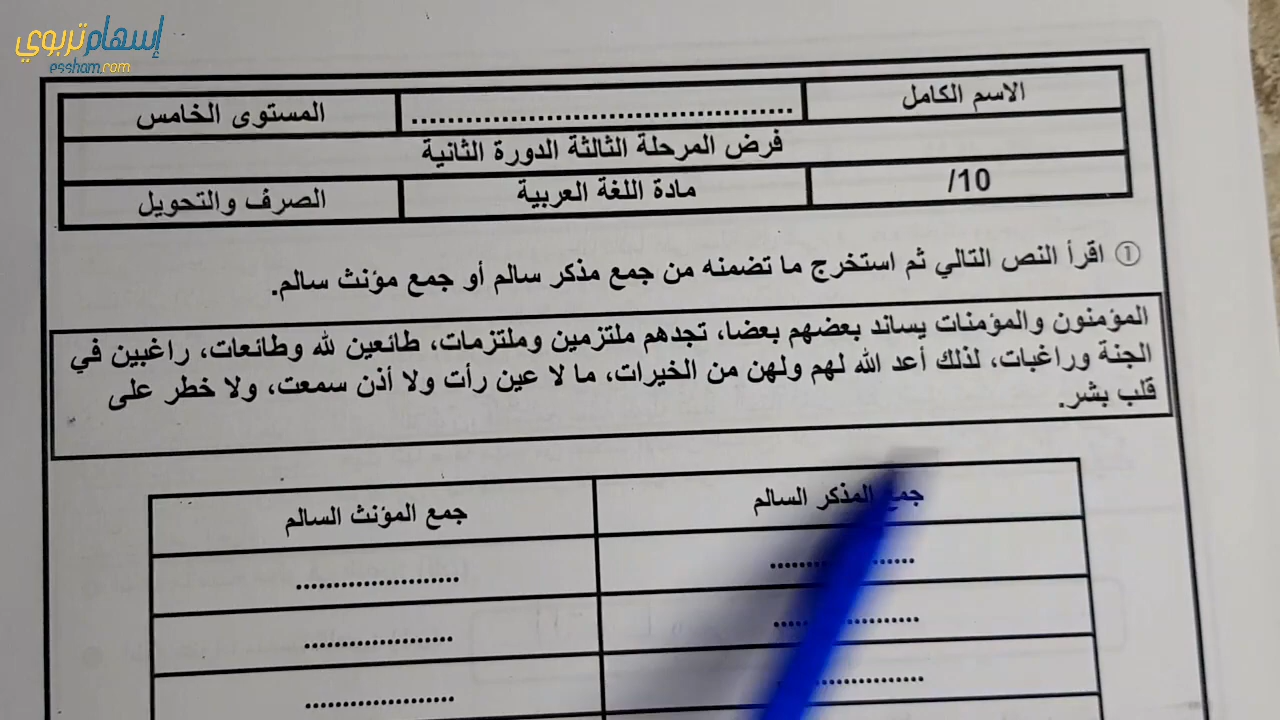 إسهام تربوي
essham.com
الاسم الكامل ........................................ المستوى الخامس
فرض المرحلة الثالثة الدورة الثانية
/10 مادة اللغة العربية الصرف والتحويل
① اقرأ النص التالي ثم استخرج ما تضمنه من جمع مذكر سالم أو جمع مؤنث سالم.
المؤمنون والمؤمنات يساند بعضهم بعضا، تجدهم ملتزمين وملتزمات، طائعين لله وطائعات، راغبين في
الجنة وراغبات، لذلك أعد الله لهم ولهن من الخيرات، ما لا عين رأت ولا أذن سمعت، ولا خطر على
قلب بشر.
جمع المذكر السالم جمع المؤنث السالم
.................... ......................
.................... ....................
.................... ....................